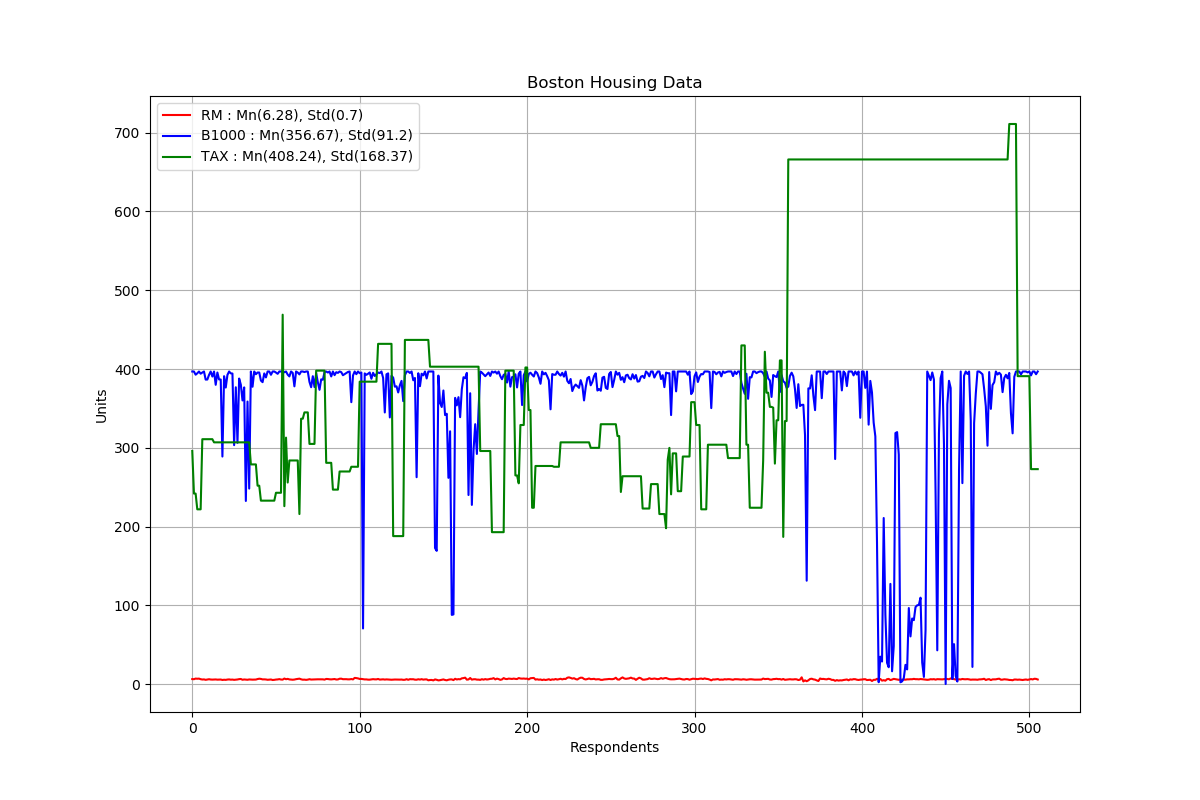 Boston Housing Data
RM : Mn(6.28), Std(0.7)
B1000 : Mn(356.67), Std(91.2)
TAX : Mn(408.24), Std(168.37)
700
600
500
400
300
200
100
0
Units
0 100 200 300 400 500
Respondents